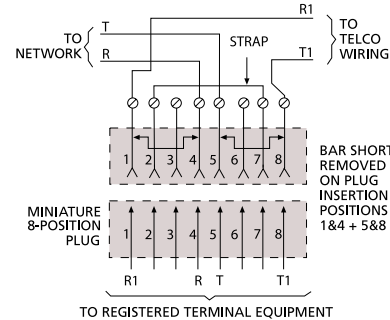 R1
TO
TELCO
WIRING
TO
NETWORK
T
R
STRAP
T1
1 2 3 4 5 6 7 8
BAR SHORT
REMOVED
ON PLUG
INSERTION
POSITIONS
1&4 + 5&8
MINIATURE
8-POSITION
PLUG
1 2 3 4 5 6 7 8
R1 R T T1
TO REGISTERED TERMINAL EQUIPMENT